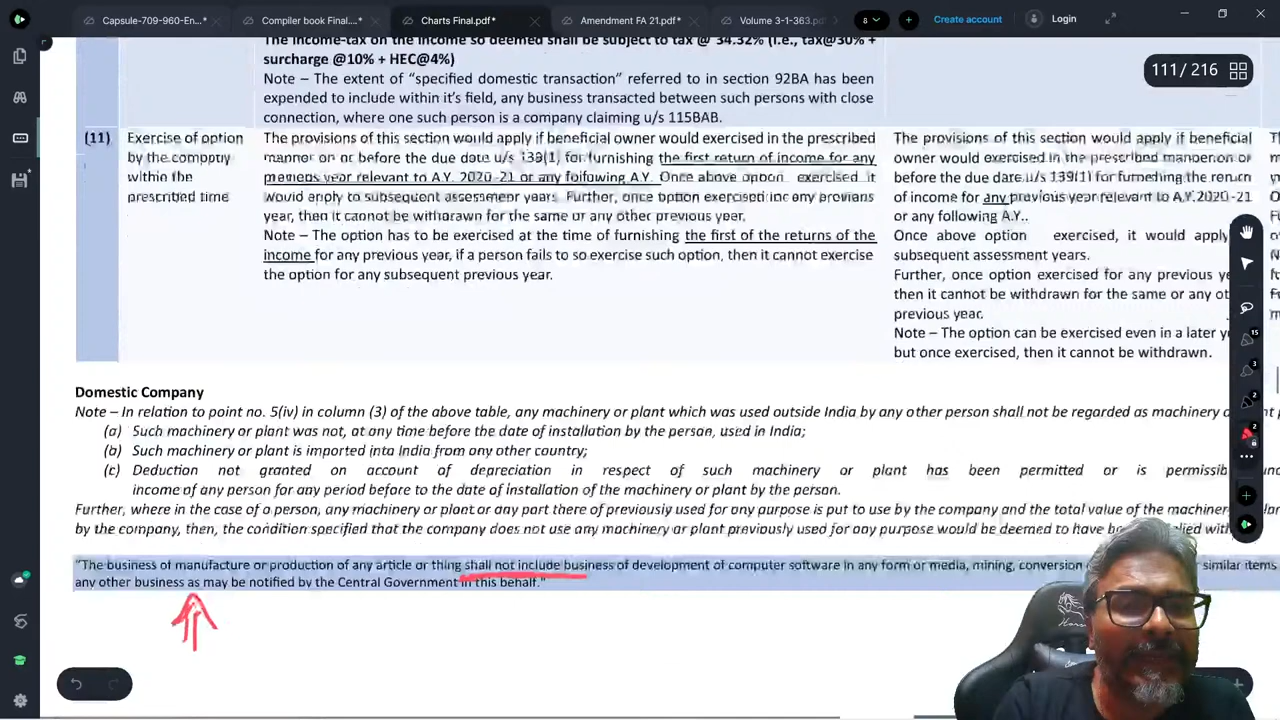 Capsule-709-960-En...*
Compiler book Final....*
Charts Final.pdf*
Amendment FA 21.pdf*
Volume 3-1-363.pd
8
Create account
Login
111 / 216
The income-tax on the income so deemed shall be subject to tax @ 34.32% (i.e., tax@30% +
surcharge @10% + HEC@4%)
Note – The extent of "specified domestic transaction" referred to in section 92BA has been
expended to include within it's field, any business transacted between such persons with close
connection, where one such person is a company claiming u/s 115BAB.
(11)
Exercise of option
by the
within the
prescribed time
The provisions of this section would apply if beneficial owner would exercised in the prescribed
on or before the due u/s for furnishing the first return of income for any
year relevant to A.Y. 2020-21 or any A.Y. Once above exercised it
would apply to subsequent years. Further, once option exercised any
year, then it cannot be withdrawn for the same or any other previous year.
Note – The option has to be exercised at the time of furnishing the first of the returns of the
income for any previous year, if a person fails to so exercise such option, then it cannot exercise
the option for any subsequent previous year.
The provisions of this section would apply if beneficial
owner would exercised in the prescribed or
before the due date u/s 139(1) for the return
of income for any previous year relevant to A.Y.2020-21
or any following A.Y..
Once above option exercised, it would apply
subsequent assessment years.
Further, once option exercised for any previous ye
then it cannot be withdrawn for the same or any ot
previous year.
Note – The option can be exercised even in a later y
but once exercised, then it cannot be withdrawn.
Domestic Company
Note – In relation to point no. 5(iv) in column (3) of the above table, any machinery or plant which was used outside India by any other person shall not be regarded as machinery or plant
(a) Such machinery or plant was not, at any time before the date of installation by the person, used in India;
(b) Such machinery or plant is imported into India from any other country;
(c) Deduction not granted on account of depreciation in respect of such machinery or plant has been permitted or is
income of any person for any period before to the date of installation of the machinery or plant by the person.
Further, where in the case of a person, any machinery or plant or any part there of previously used for any purpose is put to use by the company and the total value of the
by the company, then, the condition specified that the company does not use any machinery or plant previously used for any purpose would be deemed to have with
"The business of manufacture or production of any article or thing shall not include business of development of computer software in any form or media, mining, conversion similar items
any other business as may be notified by the Central Government in this behalf."
15
3
2
2